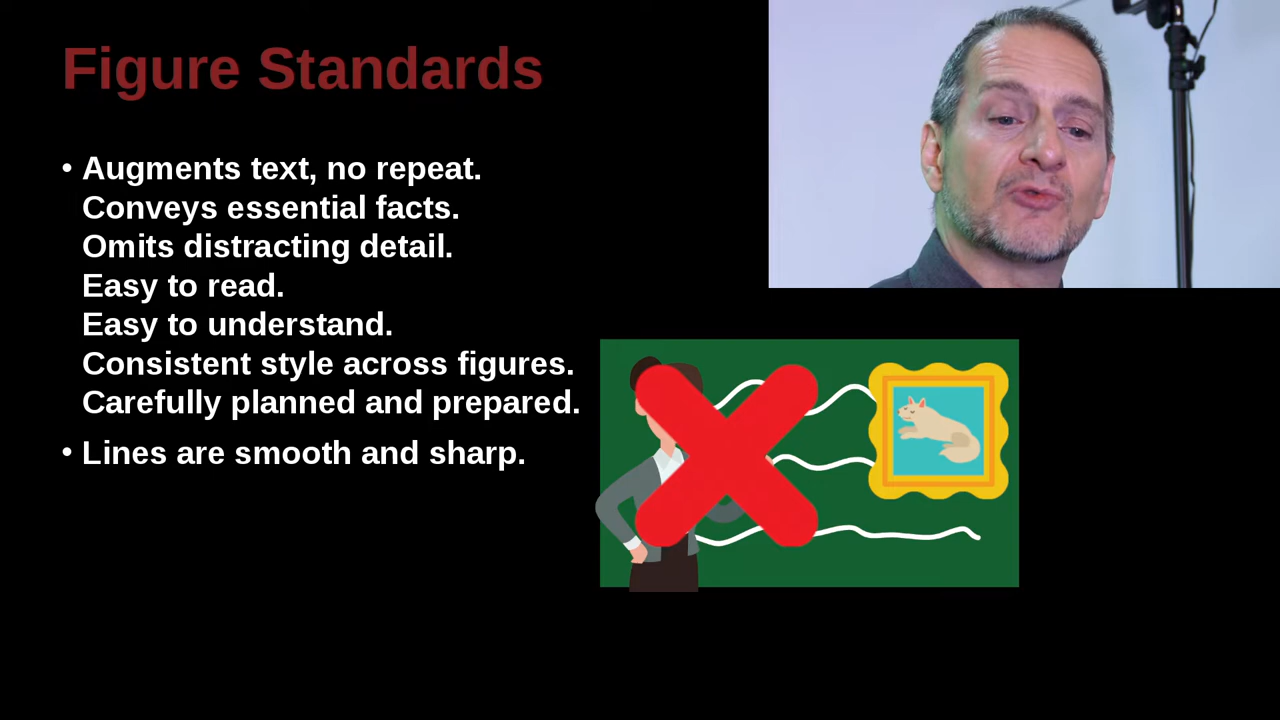 Figure Standards
• Augments text, no repeat.
Conveys essential facts.
Omits distracting detail.
Easy to read.
Easy to understand.
Consistent style across figures.
Carefully planned and prepared.
• Lines are smooth and sharp.